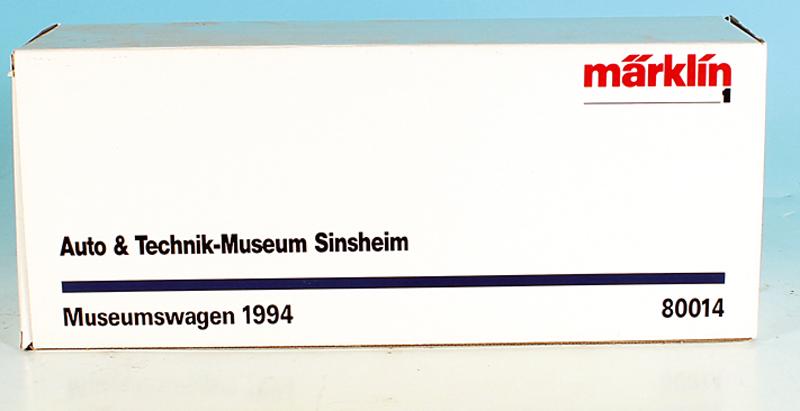 märklin
1
Auto & Technik-Museum Sinsheim
Museumswagen 1994 80014